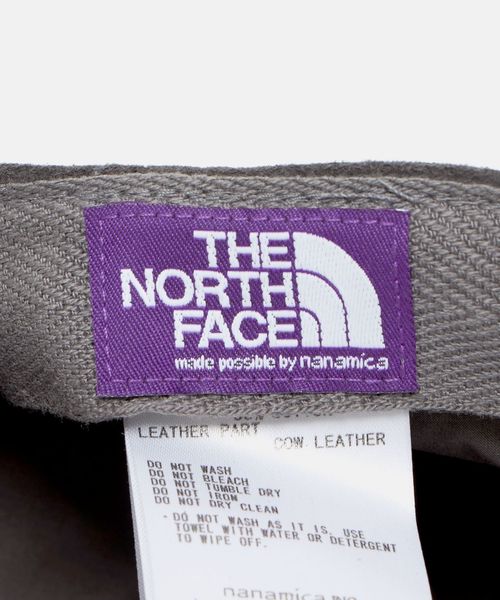 THE
NORTH
FACE
made possible by nanamica
LEATHER PART COW LEATHER
DO NOT WASH
DO NOT BLEACH
DO NOT TUMBLE DRY
DO NOT IRON
DO NOT DRY CLEAN
- DO NOT WASH AS IT IS. USE
TOWEL WITH WATER OR DETERGENT
TO WIPE OFF.
nanamica INC